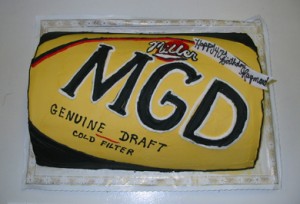 Miller
Happy
Birthday
MGD
GENUINE DRAFT
COLD FILTER